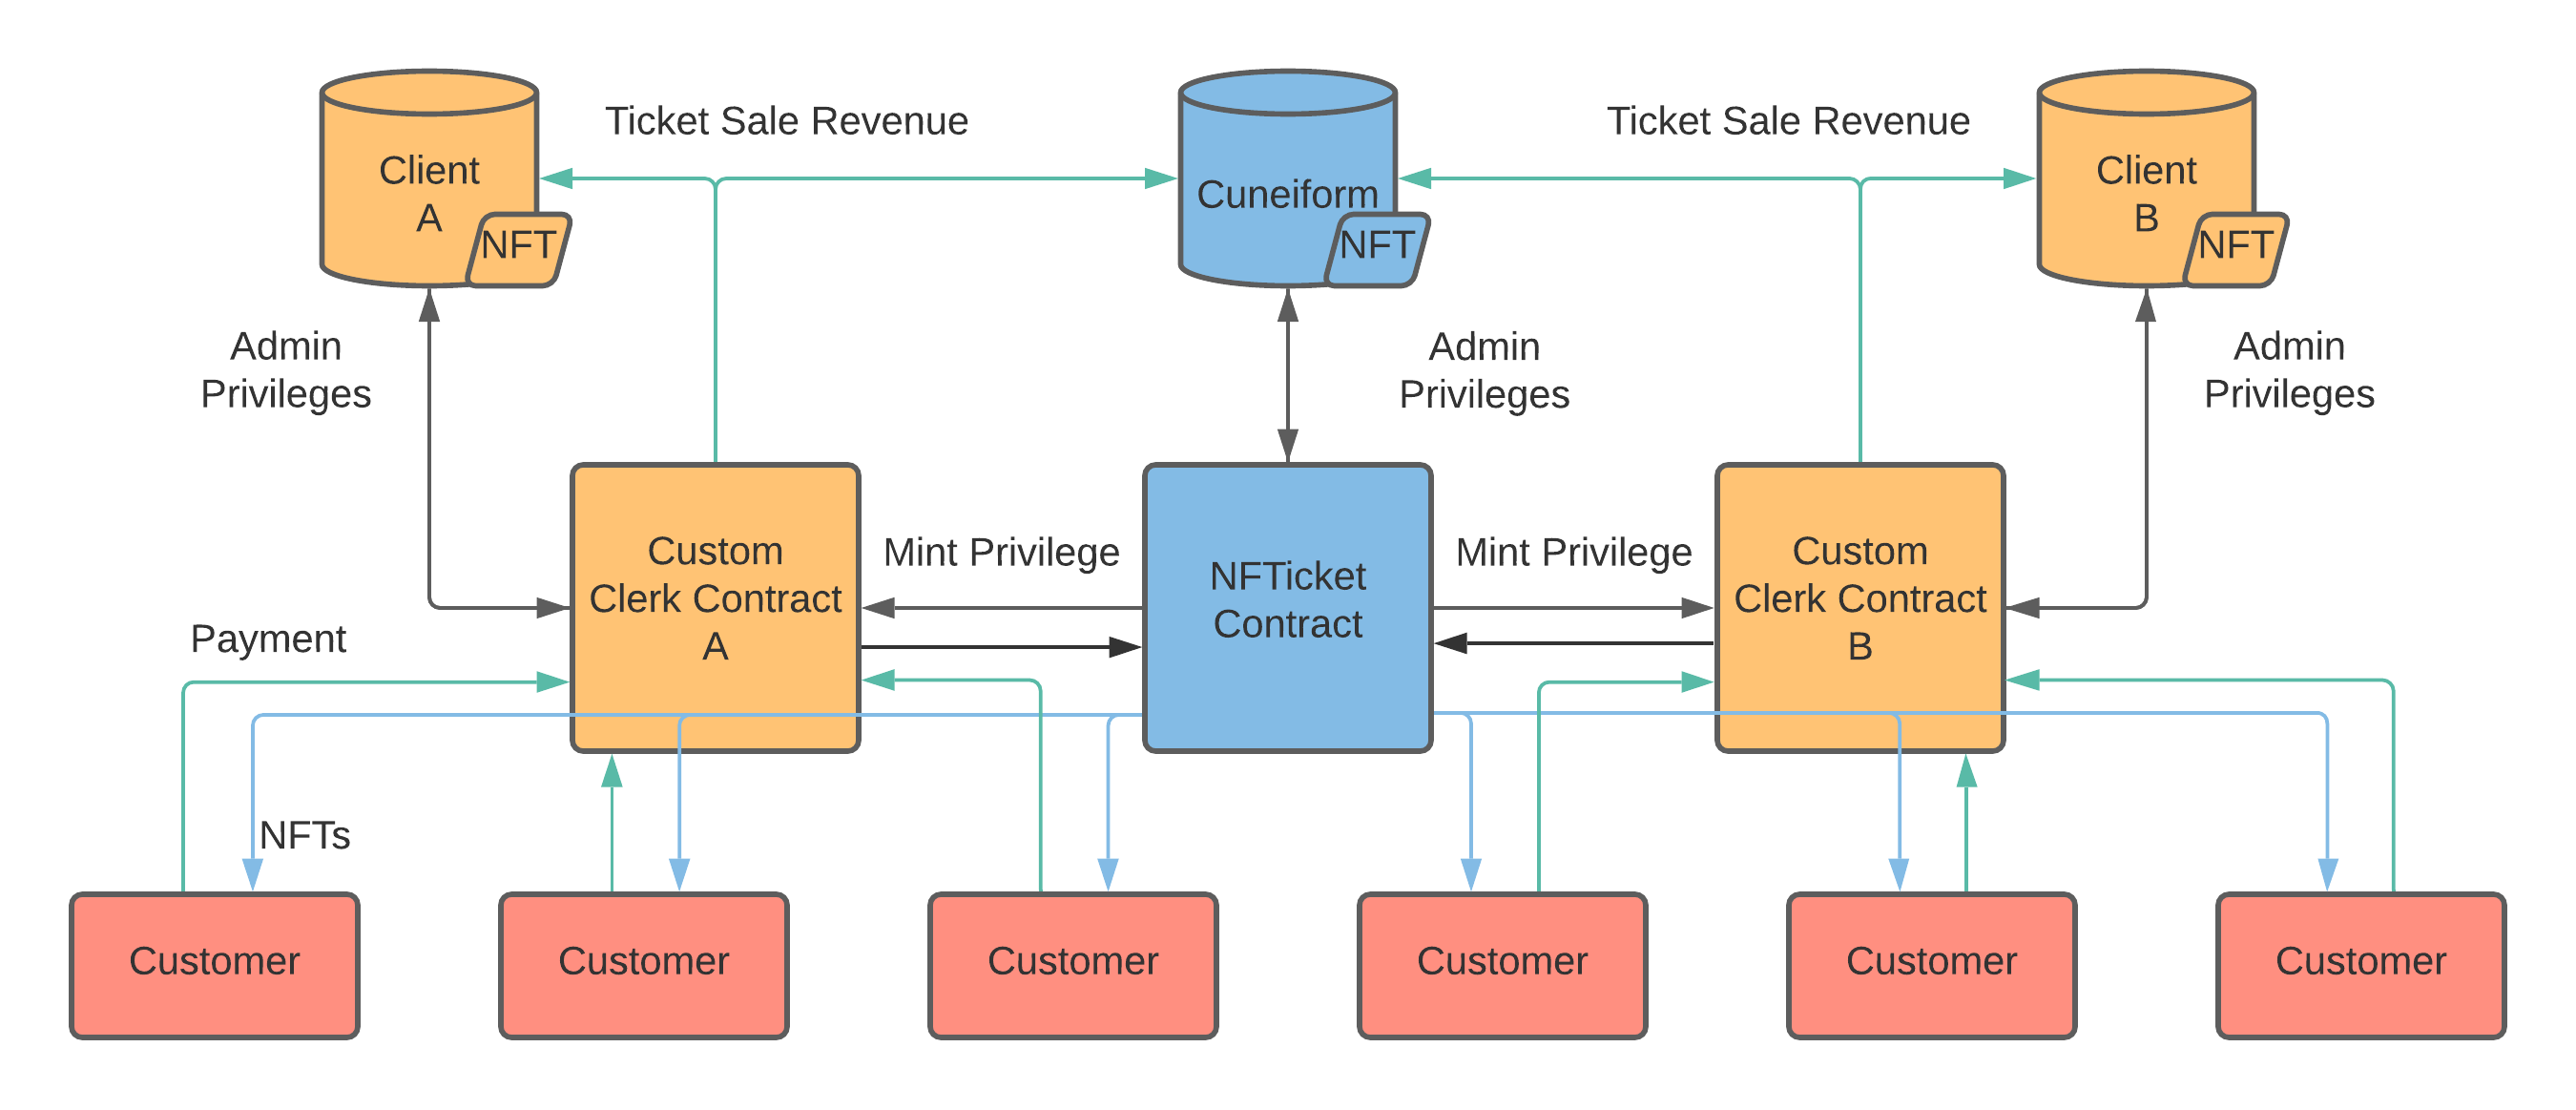 Ticket Sale Revenue
Ticket Sale Revenue
Client
A
NFT
Cuneiform
NFT
Client
B
NFT
Admin
Privileges
Admin
Privileges
Admin
Privileges
Custom
Clerk Contract
A
Mint Privilege
NFTicket
Contract
Mint Privilege
Custom
Clerk Contract
B
Payment
NFTs
Customer
Customer
Customer
Customer
Customer
Customer